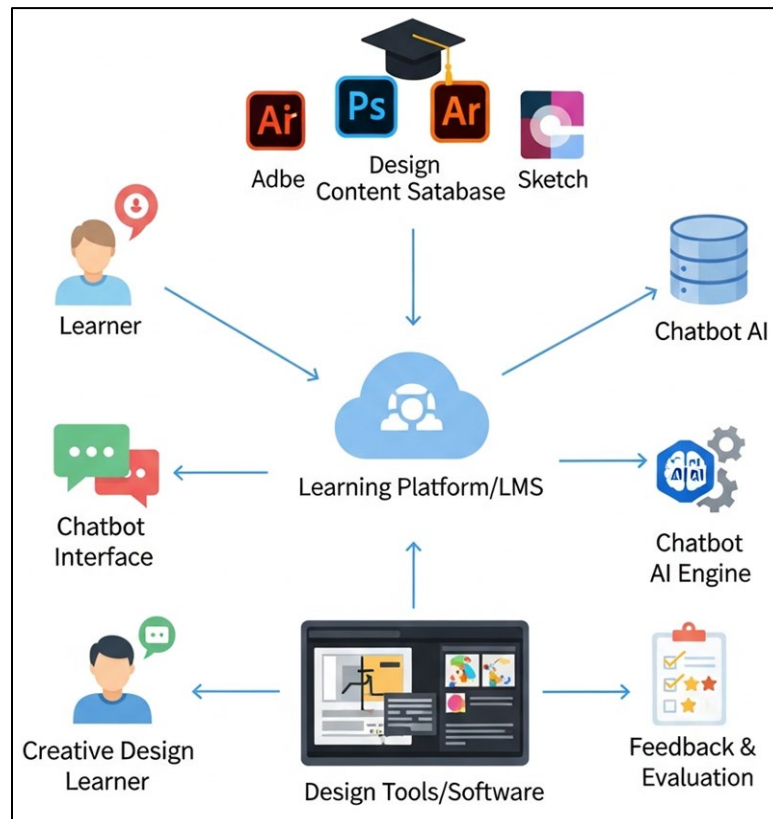 Ai
Ps
Ar
Adbe
Design
Content Satabase
Sketch
Learner
Chatbot AI
Learning Platform/LMS
Chatbot
Interface
Chatbot
AI Engine
Creative Design
Learner
Design Tools/Software
Feedback &
Evaluation